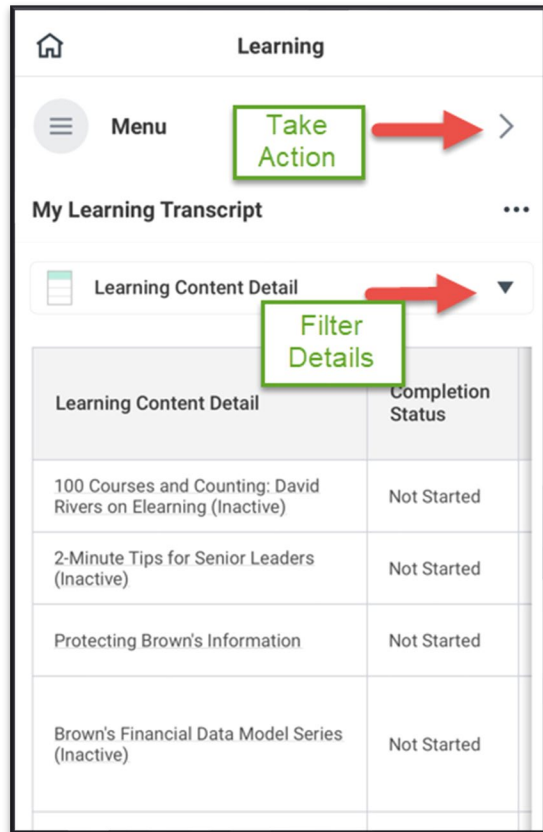 Learning
Menu
Take
Action
My Learning Transcript
Learning Content Detail
Filter
Details
Learning Content Detail
Completion
Status
100 Courses and Counting: David
Rivers on Elearning (Inactive)
Not Started
2-Minute Tips for Senior Leaders
(Inactive)
Not Started
Protecting Brown's Information
Not Started
Brown's Financial Data Model Series
(Inactive)
Not Started